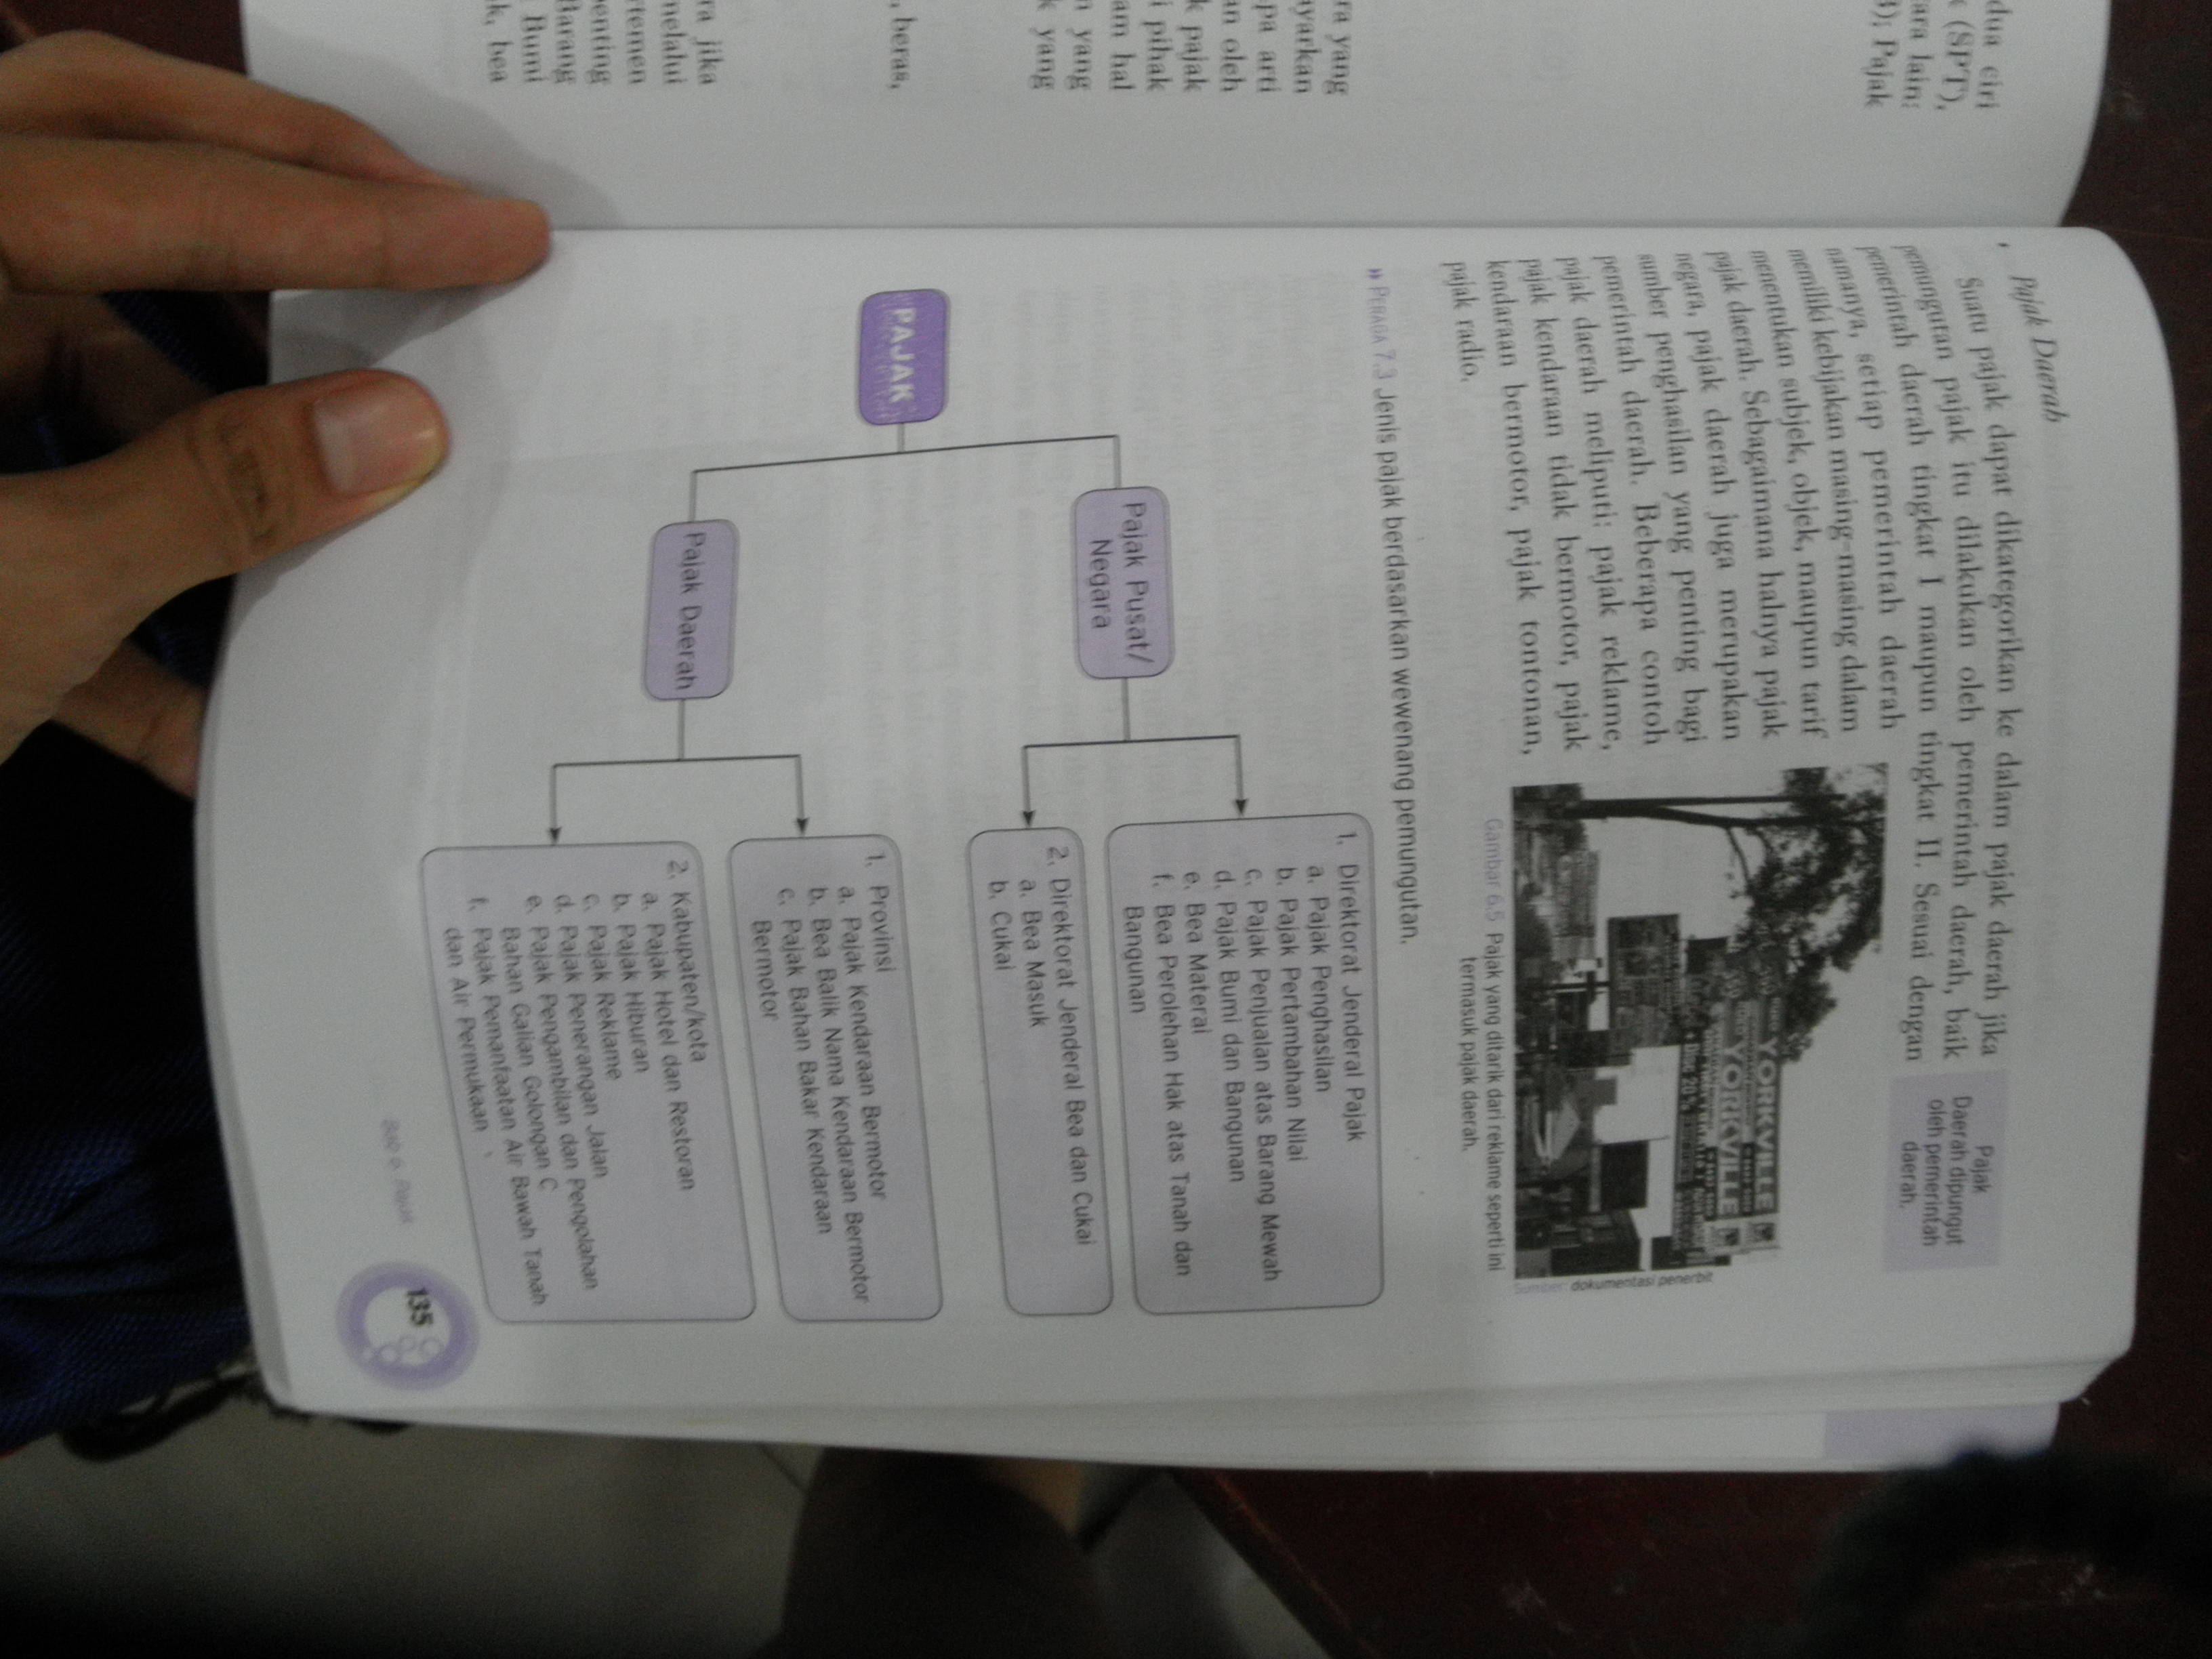 dua ciri
(SPT),
ara lain:
3); Pajak
ra yang
ayarkan
pa arti
an oleh
k pajak
i pihak
am hal
n yang
k yang
, beras,
ra jika
melalui
rtemen
penting
Barang
Bumi
k, bea
Pajak Daerah
Suatu pajak dapat dikategorikan ke dalam pajak daerah jika
pemungutan pajak itu dilakukan oleh pemerintah daerah, baik
pemerintah daerah tingkat I maupun tingkat II. Sesuai dengan
namanya, setiap pemerintah daerah
memiliki kebijakan masing-masing dalam
menentukan subjek, objek, maupun tarif
pajak daerah. Sebagaimana halnya pajak
negara, pajak daerah juga merupakan
sumber penghasilan yang penting bagi
pemerintah daerah. Beberapa contoh
pajak daerah meliputi: pajak reklame,
pajak kendaraan tidak bermotor, pajak
kendaraan bermotor, pajak tontonan,
pajak radio.
Pajak
Daerah dipungut
oleh pemerintah
daerah.
RUKO YORKVILLE
RUKO YORKVILLE
Disc 20%
Sumber: dokumentasi penerbit
Gambar 6.5 Pajak yang ditarik dari reklame seperti ini
termasuk pajak daerah.
PERAGA 7.3 Jenis pajak berdasarkan wewenang pemungutan.
PAJAK
Pajak Pusat/
Negara
1. Direktorat Jenderal Pajak
a. Pajak Penghasilan
b. Pajak Pertambahan Nilai
c. Pajak Penjualan atas Barang Mewah
d. Pajak Bumi dan Bangunan
e. Bea Materai
f. Bea Perolehan Hak atas Tanah dan
Bangunan
2. Direktorat Jenderal Bea dan Cukai
a. Bea Masuk
b. Cukai
Pajak Daerah
1. Provinsi
a. Pajak Kendaraan Bermotor
b. Bea Balik Nama Kendaraan Bermotor
c. Pajak Bahan Bakar Kendaraan
Bermotor
2. Kabupaten/kota
a. Pajak Hotel dan Restoran
b. Pajak Hiburan
c. Pajak Reklame
d. Pajak Penerangan Jalan
e. Pajak Pengambilan dan Pengolahan
Bahan Galian Golongan C
f. Pajak Pemanfaatan Air Bawah Tanah
dan Air Permukaan
Bab 6 Pajak
135